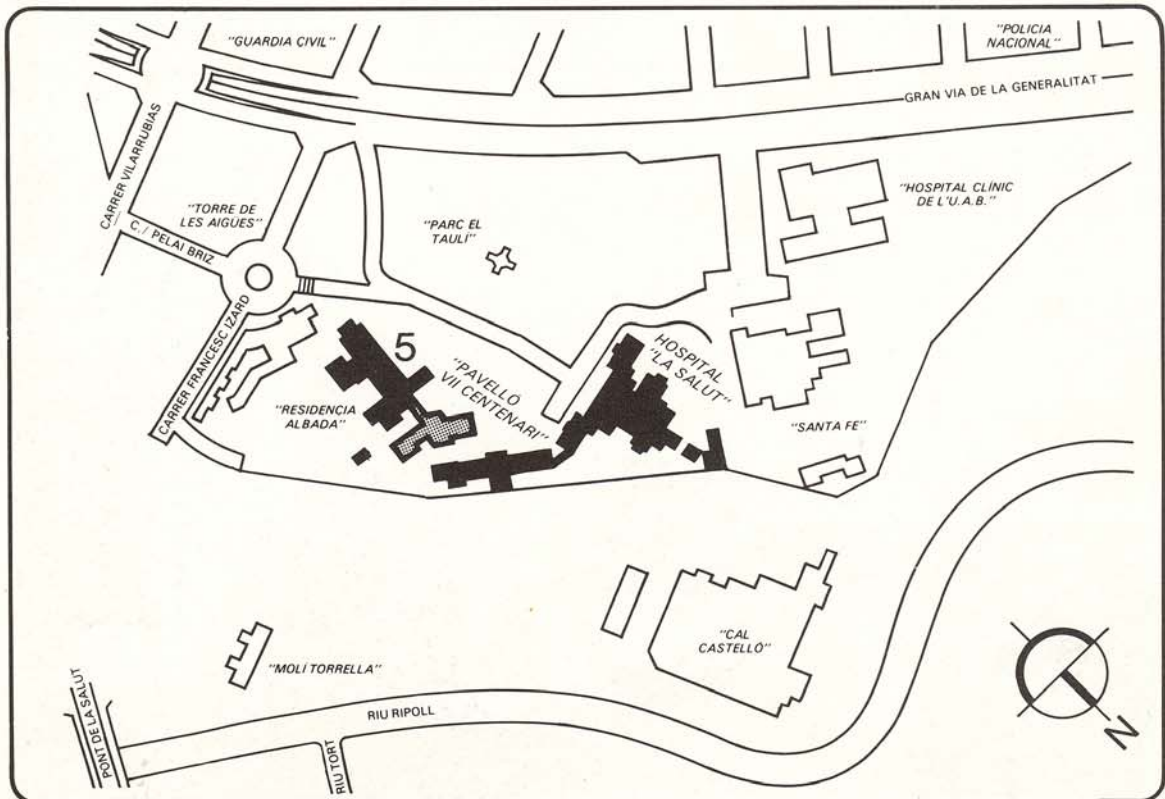 "GUARDIA CIVIL"
"POLICIA
NACIONAL"
GRAN VIA DE LA GENERALITAT
CARRER VILARRUBIAS
"TORRE DE
LES AIGÜES"
C./ PELAI BRIZ
"PARC EL
TAULÍ"
"HOSPITAL CLÍNIC
DE L'U.A.B."
CARRER FRANCESC IZARD
5
"PAVELLÓ
VII CENTENARI"
HOSPITAL
"LA SALUT"
"RESIDENCIA
ALBADA"
"SANTA FE"
"MOLÍ TORRELLA"
"CAL
CASTELLÓ"
PONT DE LA SALUT
RIU RIPOLL
RIU TORT
N